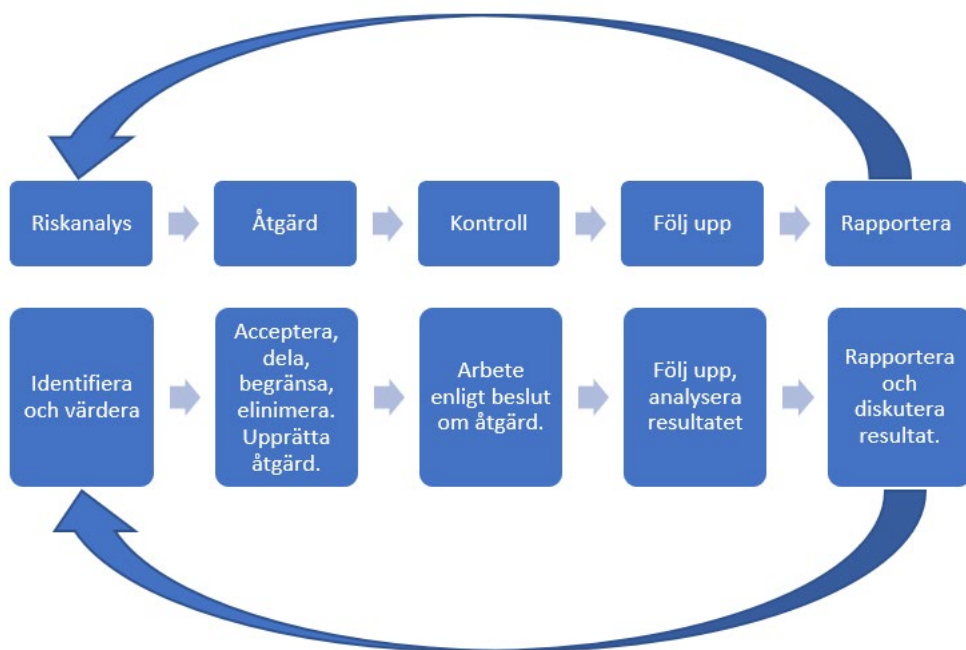 Riskanalys
Åtgärd
Kontroll
Följ upp
Rapportera
Identifiera
och värdera
Acceptera,
dela,
begränsa,
elinimera.
Upprätta
åtgärd.
Arbete
enligt beslut
om åtgärd.
Följ upp,
analysera
resultatet
Rapportera
och
diskutera
resultat.